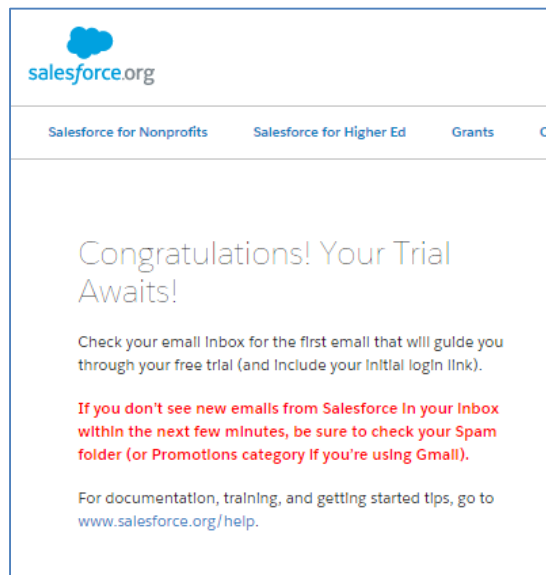 salesforce.org
Salesforce for Nonprofits Salesforce for Higher Ed Grants
Congratulations! Your Trial
Awaits!
Check your email inbox for the first email that will guide you
through your free trial (and include your initial login link).
If you don't see new emails from Salesforce in your inbox
within the next few minutes, be sure to check your Spam
folder (or Promotions category if you're using Gmail).
For documentation, training, and getting started tips, go to
www.salesforce.org/help.